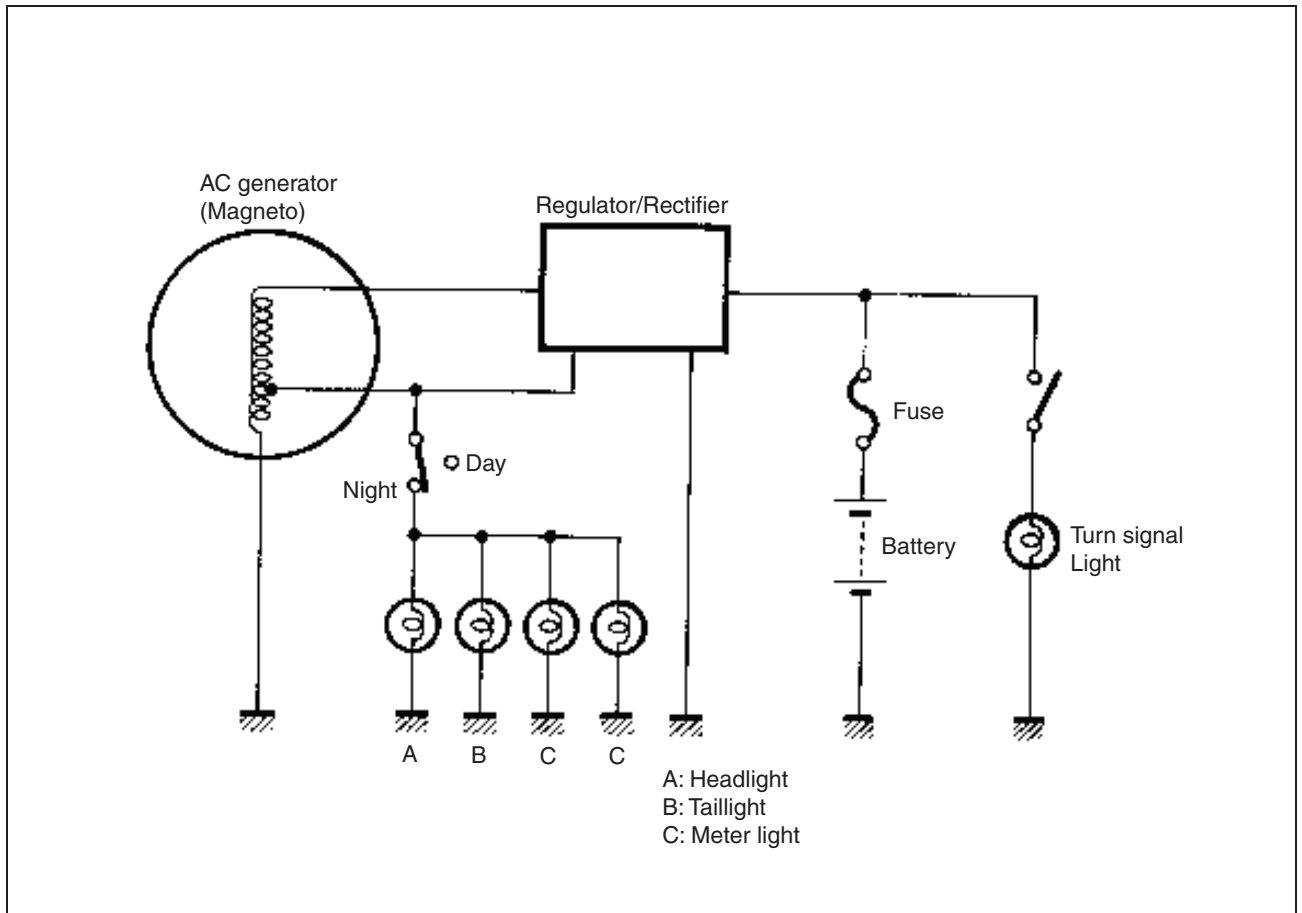 AC generator
(Magneto)
Regulator/Rectifier
Day
Night
Fuse
Battery
Turn signal
Light
A
B
C
C
A: Headlight
B: Taillight
C: Meter light